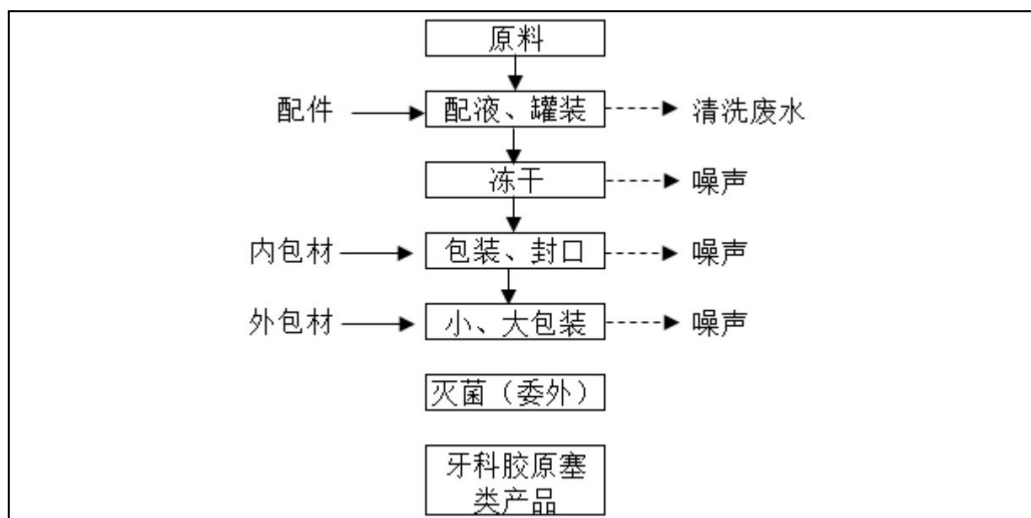 原料
配件
配液、罐装
清洗废水
冻干
噪声
内包材
包装、封口
噪声
外包材
小、大包装
噪声
灭菌（委外）
牙科胶原塞
类产品